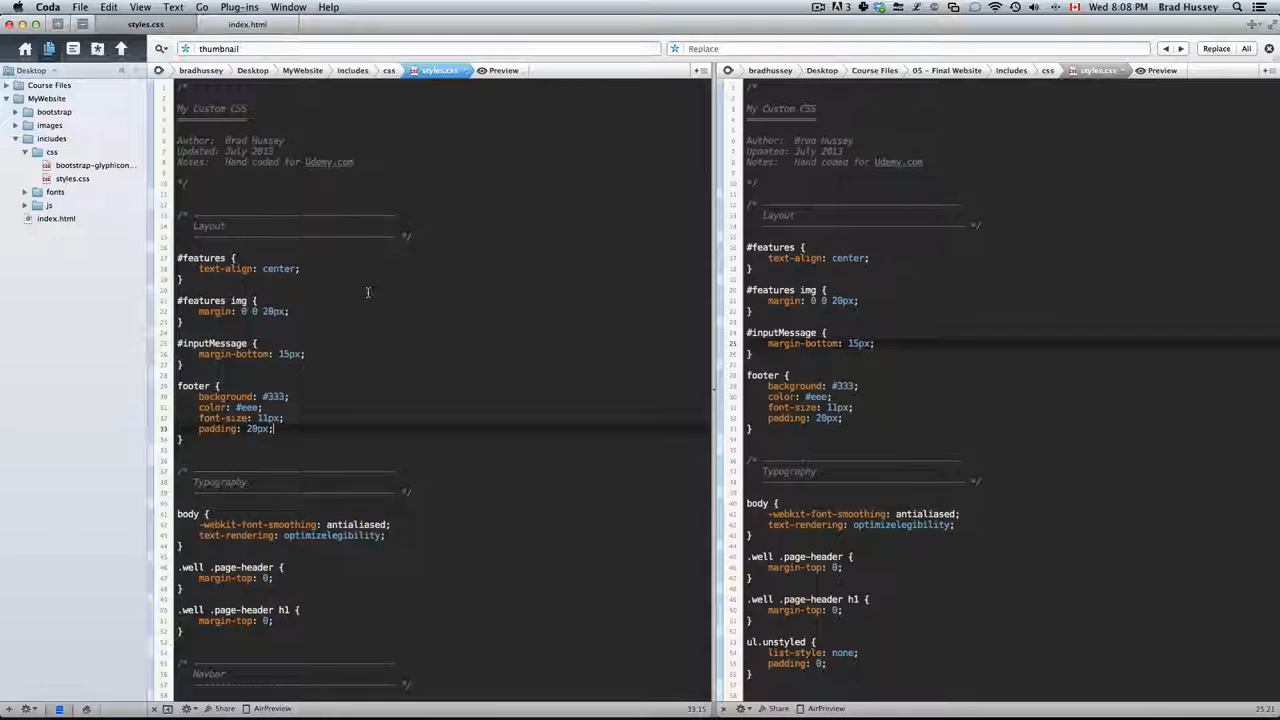 Coda File Edit View Text Go Plug-ins Window Help
3 Wed 8:08 PM Brad Hussey
styles.css index.html
thumbnail Replace Replace All
Desktop
Course Files
MyWebsite
bootstrap
images
includes
css
bootstrap-glyphicon...
styles.css
fonts
js
index.html
bradhussey Desktop MyWebsite includes css styles.css Preview
/*
My Custom CSS
Author: Brad Hussey
Updated: July 2013
Notes: Hand coded for Udemy.com
*/
/*
Layout
*/
#features {
text-align: center;
}
#features img {
margin: 0 0 20px;
}
#inputMessage {
margin-bottom: 15px;
}
footer {
background: #333;
color: #eee;
font-size: 11px;
padding: 20px;
}
/*
Typography
*/
body {
-webkit-font-smoothing: antialiased;
text-rendering: optimizelegibility;
}
.well .page-header {
margin-top: 0;
}
.well .page-header h1 {
margin-top: 0;
}
/*
Navbar
*/
Share AirPreview 33:15
bradhussey Desktop Course Files 05 - Final Website includes css styles.css Preview
/*
My Custom CSS
Author: Brad Hussey
Updated: July 2013
Notes: Hand coded for Udemy.com
*/
/*
Layout
*/
#features {
text-align: center;
}
#features img {
margin: 0 0 20px;
}
#inputMessage {
margin-bottom: 15px;
}
footer {
background: #333;
color: #eee;
font-size: 11px;
padding: 20px;
}
/*
Typography
*/
body {
-webkit-font-smoothing: antialiased;
text-rendering: optimizelegibility;
}
.well .page-header {
margin-top: 0;
}
.well .page-header h1 {
margin-top: 0;
}
ul.unstyled {
list-style: none;
padding: 0;
}
Share AirPreview 25:21